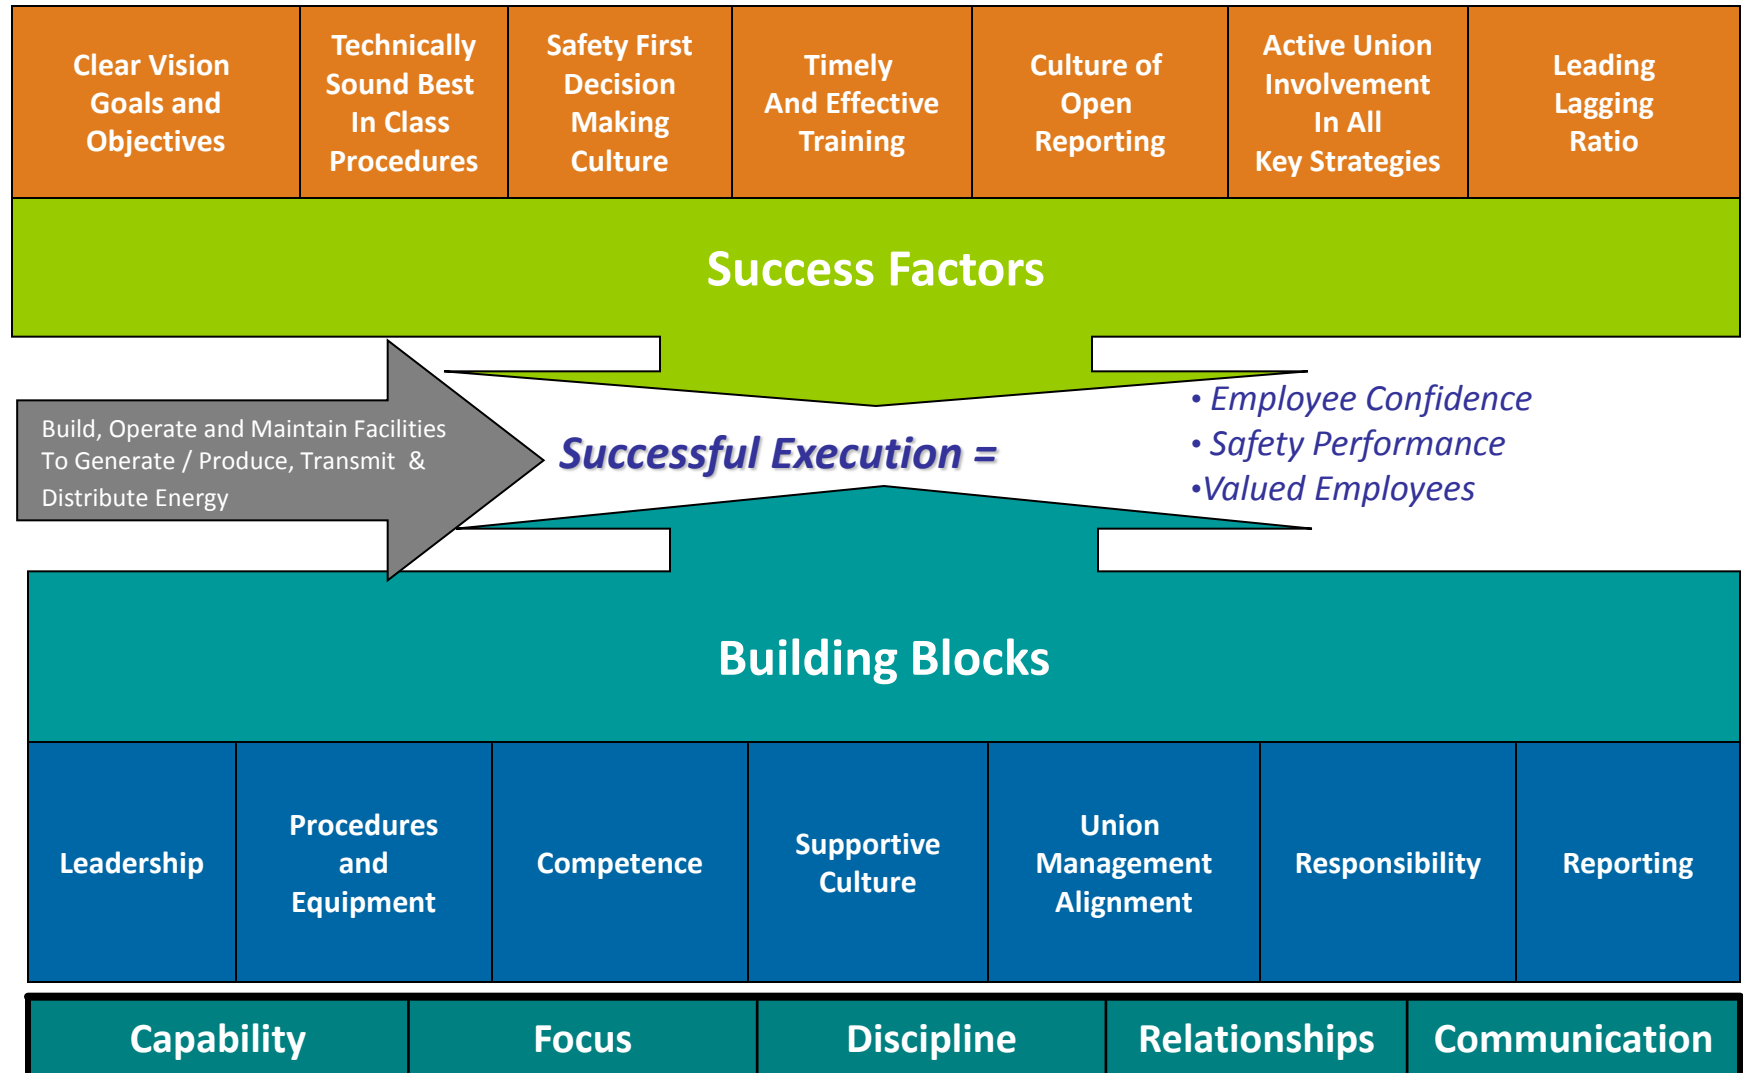 Clear Vision
Goals and
Objectives
Technically
Sound Best
In Class
Procedures
Safety First
Decision
Making
Culture
Timely
And Effective
Training
Culture of
Open
Reporting
Active Union
Involvement
In All
Key Strategies
Leading
Lagging
Ratio
Success Factors
Build, Operate and Maintain Facilities
To Generate / Produce, Transmit &
Distribute Energy
Successful Execution =
• Employee Confidence
• Safety Performance
•Valued Employees
Building Blocks
Leadership
Procedures
and
Equipment
Competence
Supportive
Culture
Union
Management
Alignment
Responsibility
Reporting
Capability
Focus
Discipline
Relationships
Communication